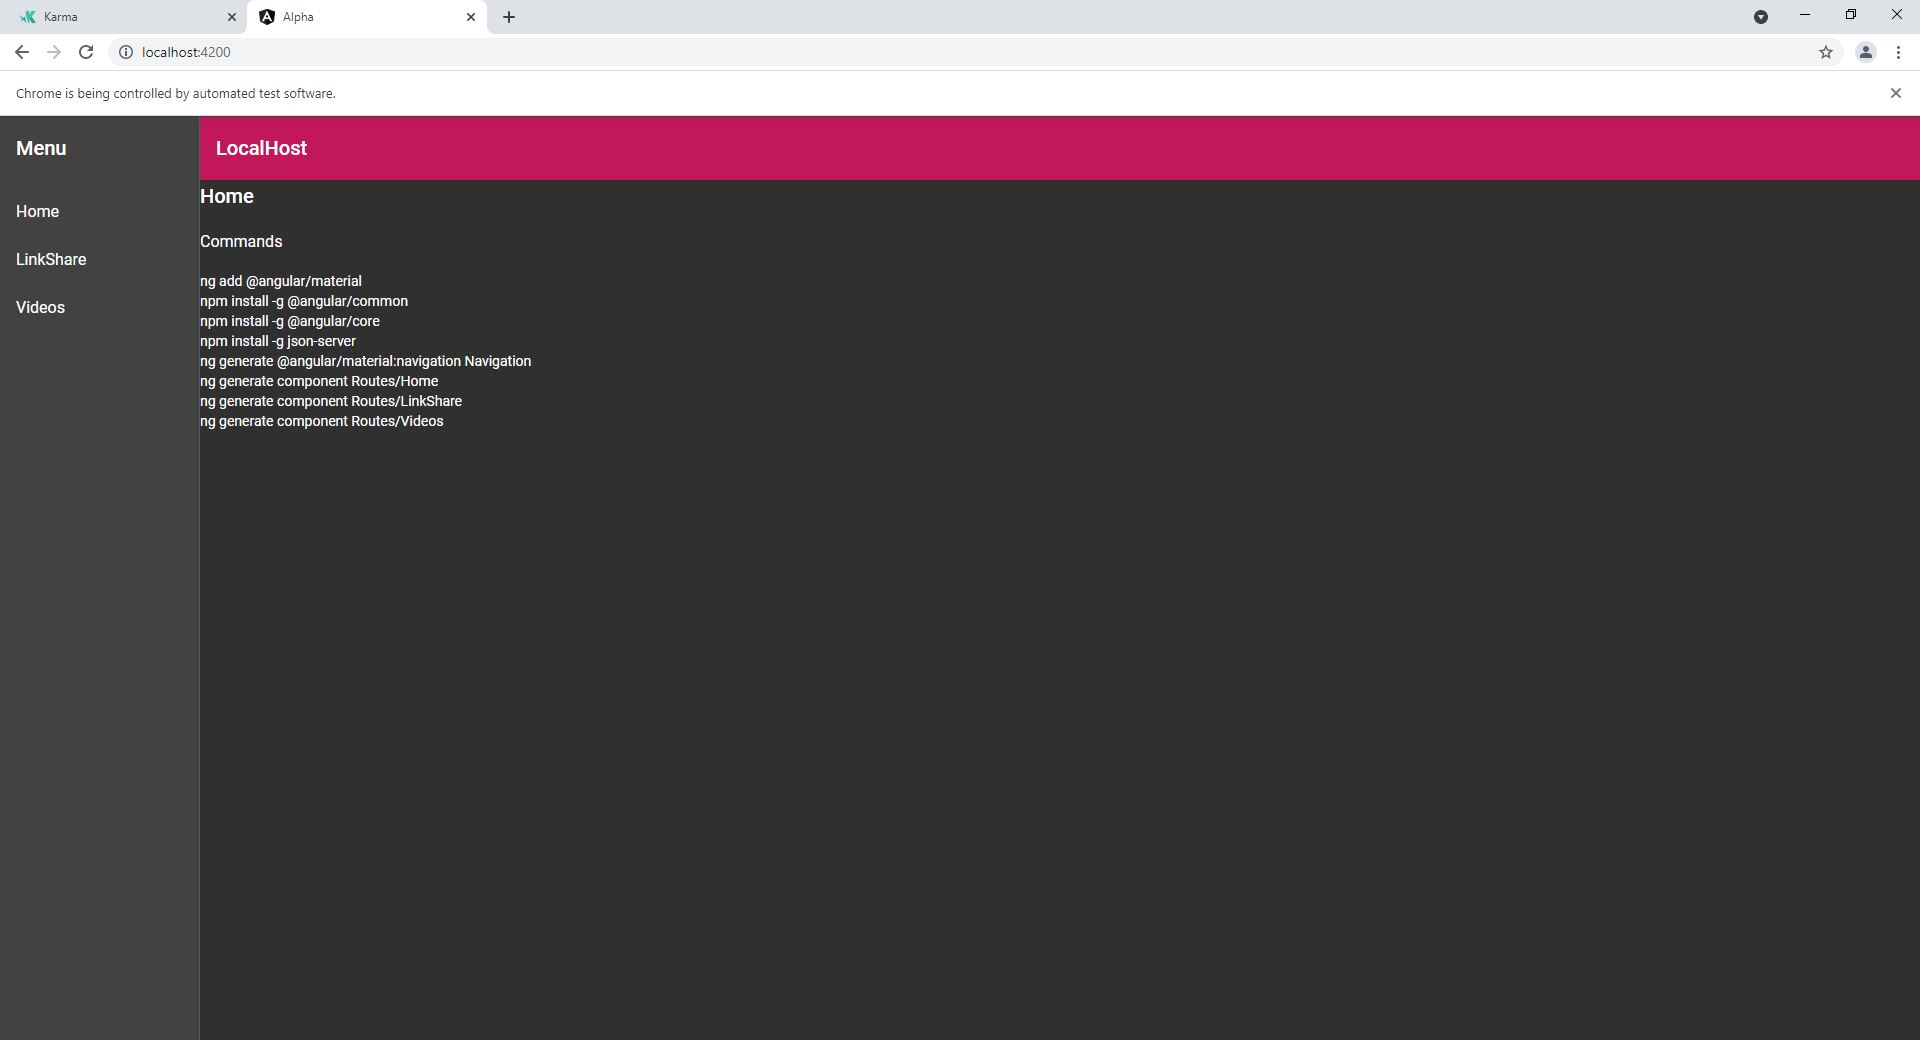 Karma
Alpha
localhost:4200
Chrome is being controlled by automated test software.
Menu
LocalHost
Home
LinkShare
Videos
Home
Commands
ng add @angular/material
npm install -g @angular/common
npm install -g @angular/core
npm install -g json-server
ng generate @angular/material:navigation Navigation
ng generate component Routes/Home
ng generate component Routes/LinkShare
ng generate component Routes/Videos